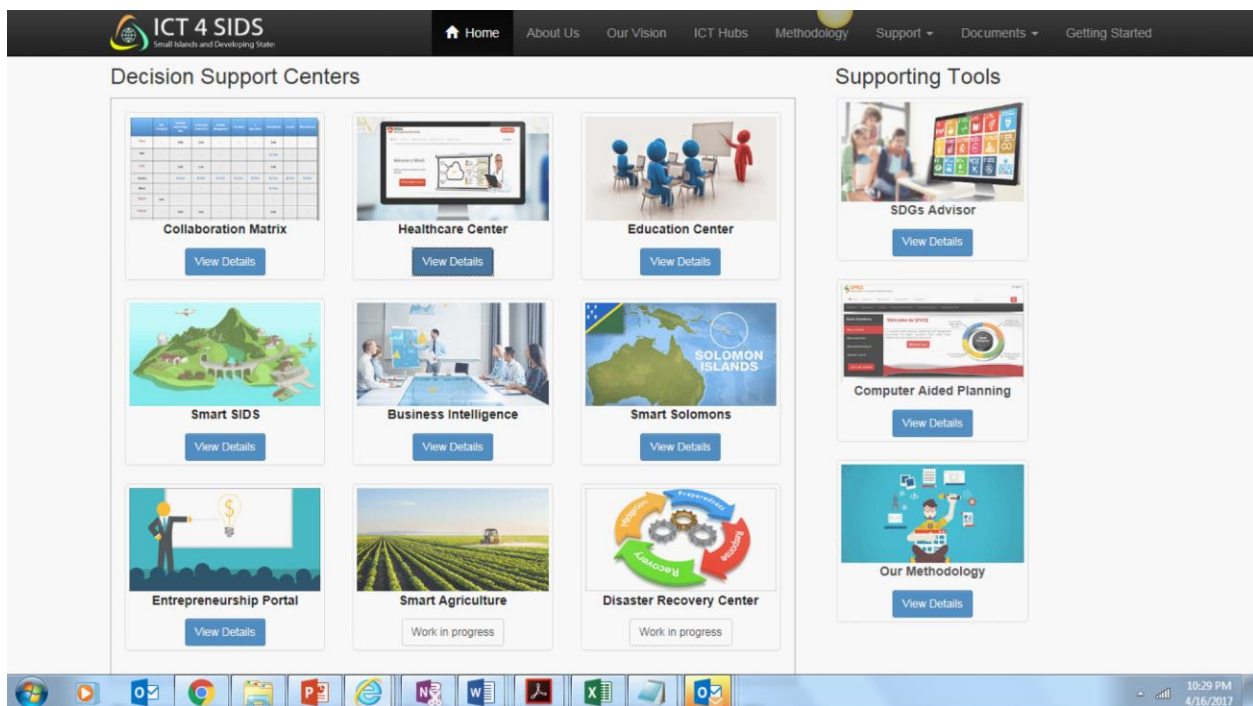 ICT 4 SIDS
Small Islands and Developing States
Home
About Us
Our Vision
ICT Hubs
Methodology
Support
Documents
Getting Started
Decision Support Centers
Supporting Tools
Collaboration Matrix
View Details
Healthcare Center
View Details
Education Center
View Details
SDGs Advisor
View Details
Smart SIDS
View Details
Business Intelligence
View Details
SOLOMON
ISLANDS
Smart Solomons
View Details
Welcome to SPACE
Computer Aided Planning
View Details
$
Entrepreneurship Portal
View Details
Smart Agriculture
Work in progress
Preparedness
Response
Recovery
Mitigation
Disaster Recovery Center
Work in progress
Our Methodology
View Details
10:29 PM
4/16/2017